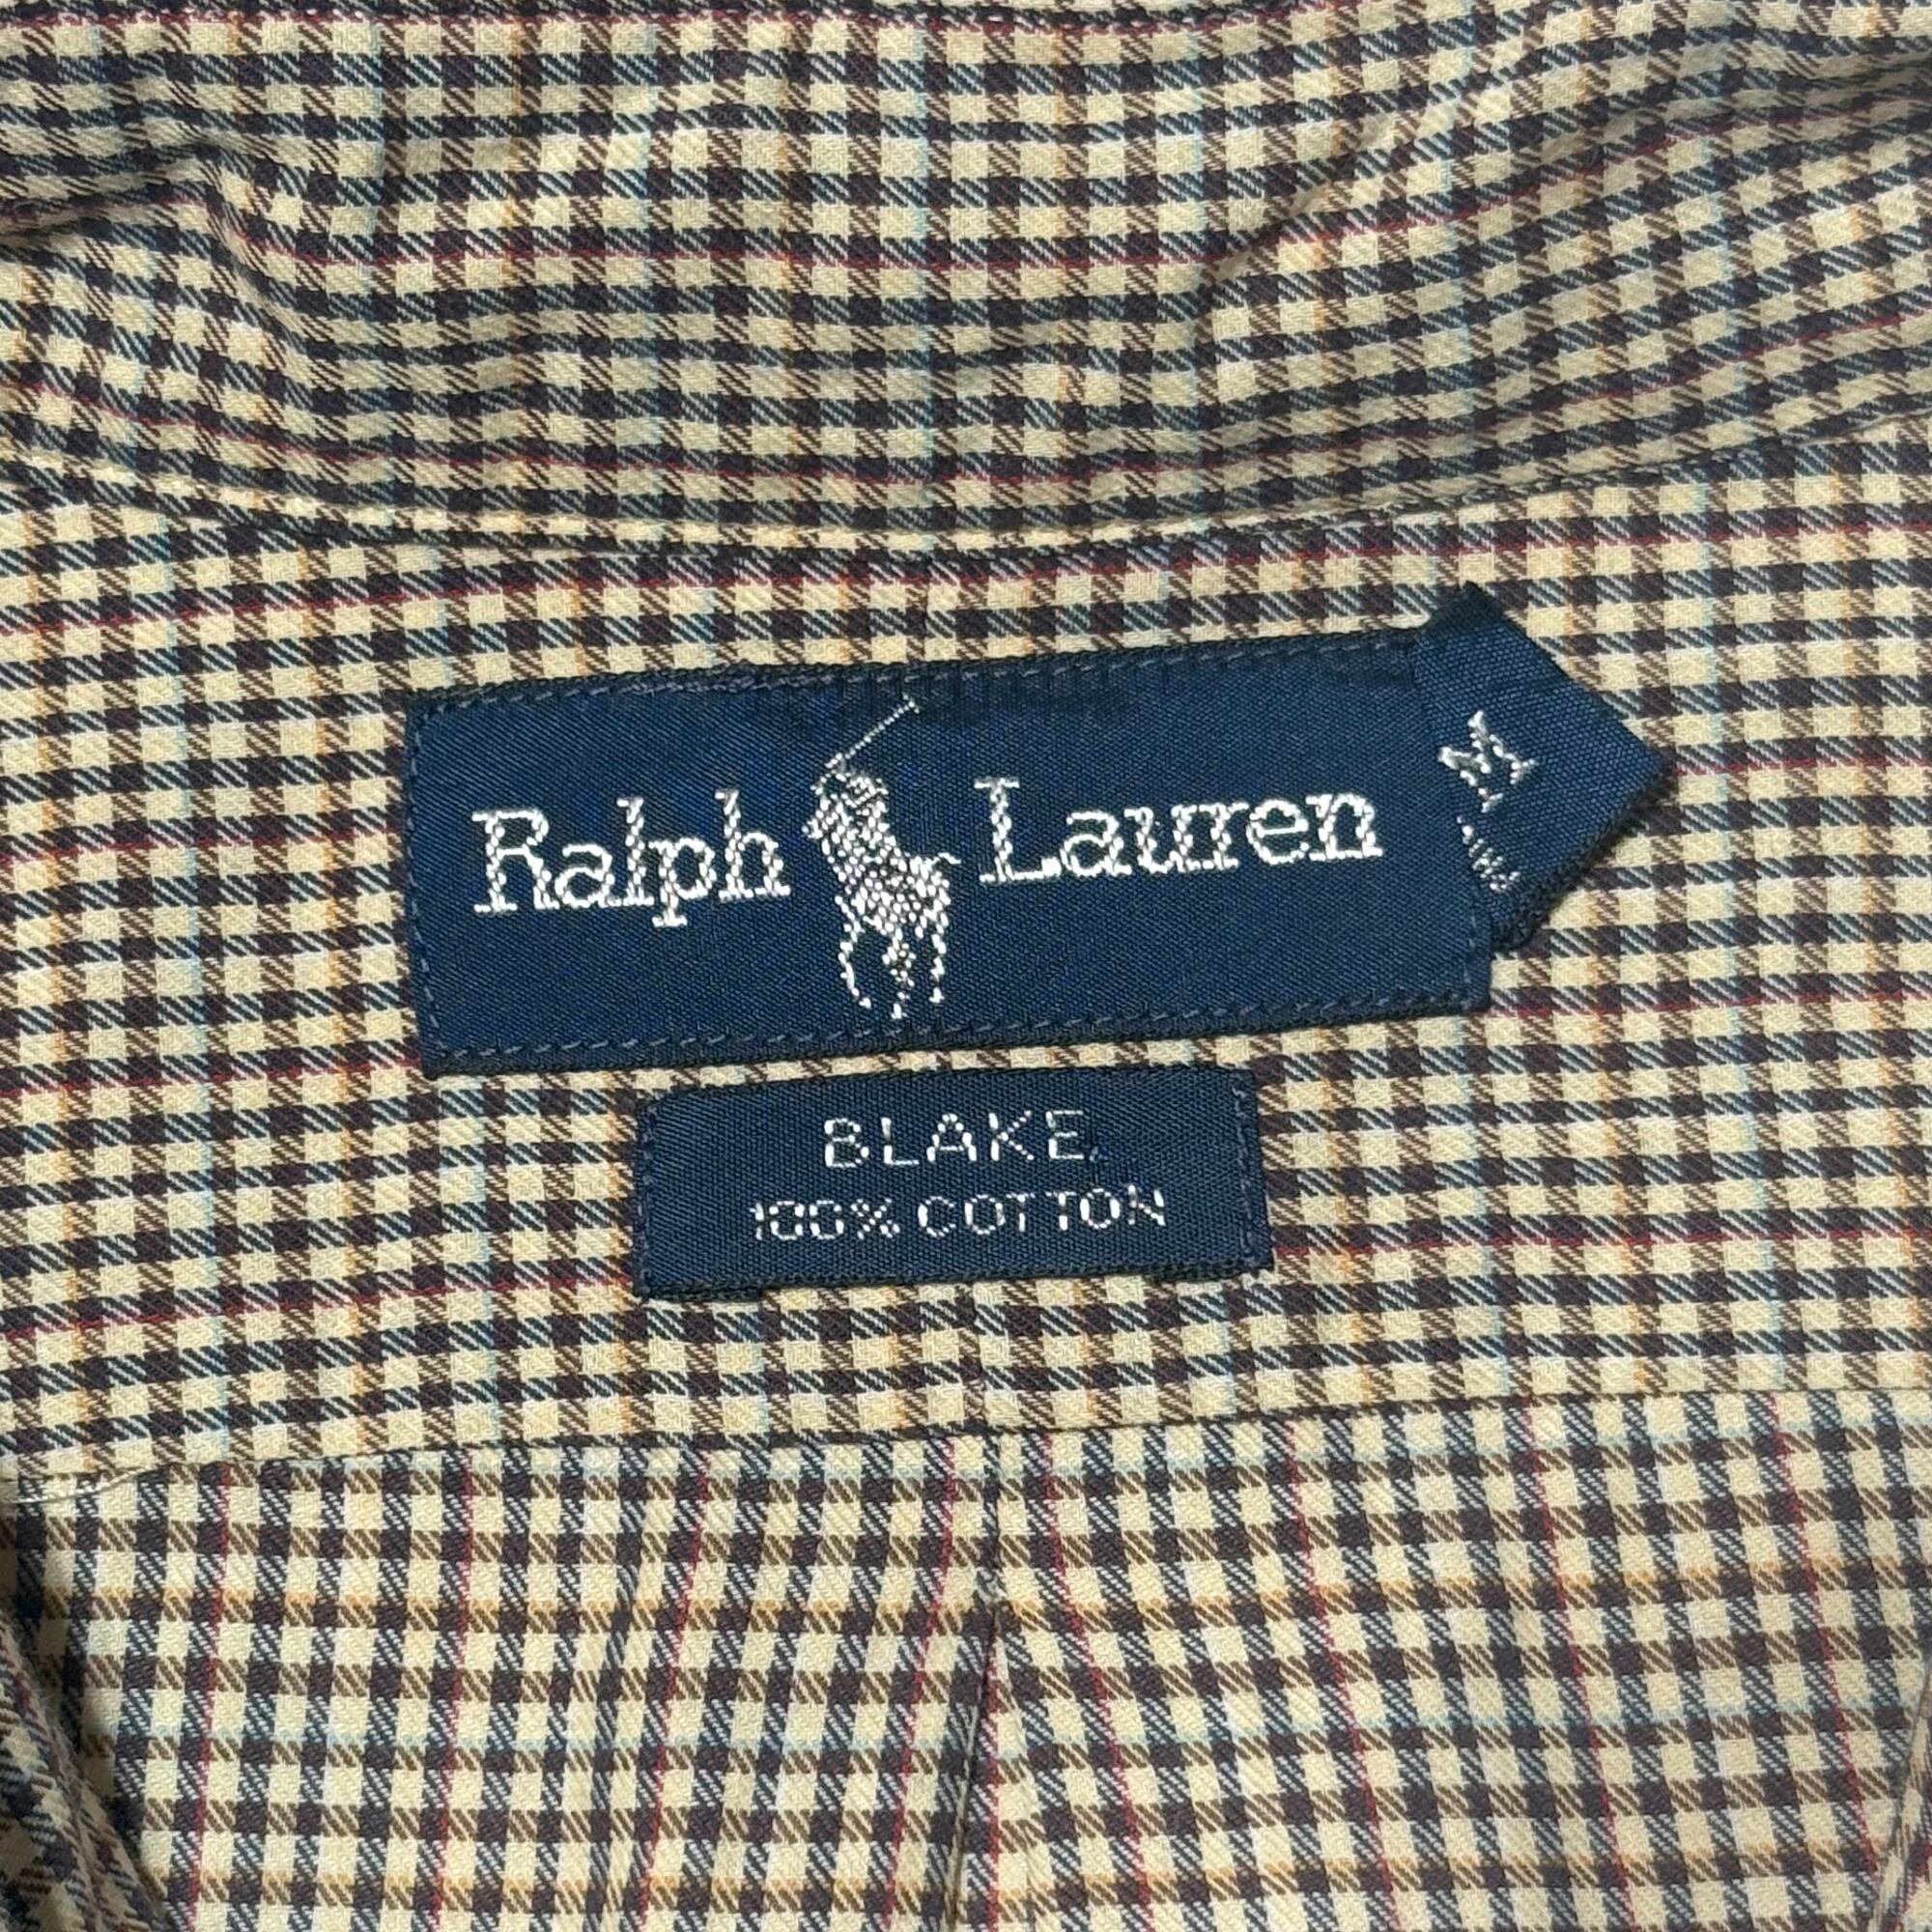 Ralph Lauren
M
BLAKE
100% COTTON